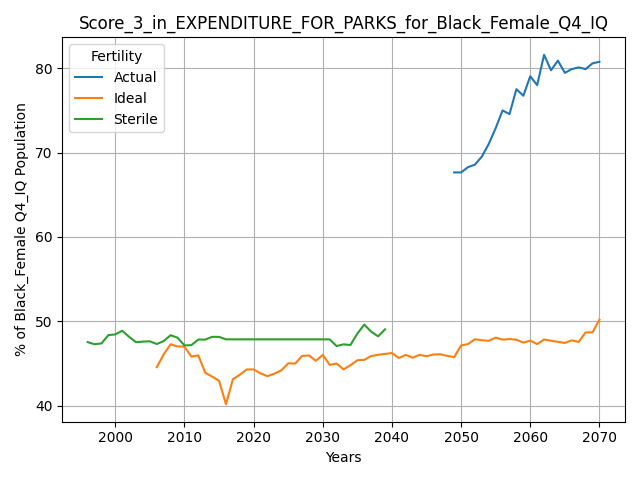 Score_3_in_EXPENDITURE_FOR_PARKS_for_Black_Female_Q4_IQ
Fertility
Actual
Ideal
Sterile
% of Black_Female Q4_IQ Population
80
70
60
50
40
2000
2010
2020
2030
2040
2050
2060
2070
Years